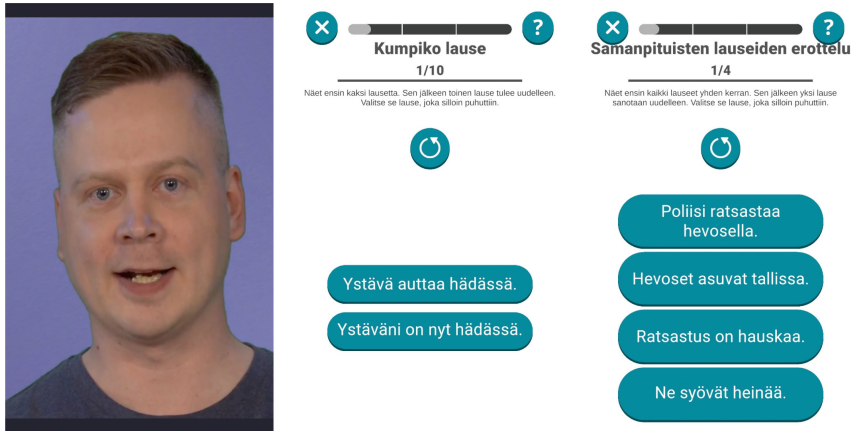 ?
Kumpiko lause
1/10
Näet ensin kaksi lausetta. Sen jälkeen toinen lause tulee uudelleen.
Valitse se lause, joka silloin puhuttiin.
Ystävä auttaa hädässä.
Ystäväni on nyt hädässä.
?
Samanpituisten lauseiden erottelu
1/4
Näet ensin kaikki lauseet yhden kerran. Sen jälkeen yksi lause
sanotaan uudelleen. Valitse se lause, joka silloin puhuttiin.
Poliisi ratsastaa
hevosella.
Hevoset asuvat tallissa.
Ratsastus on hauskaa.
Ne syövät heinää.